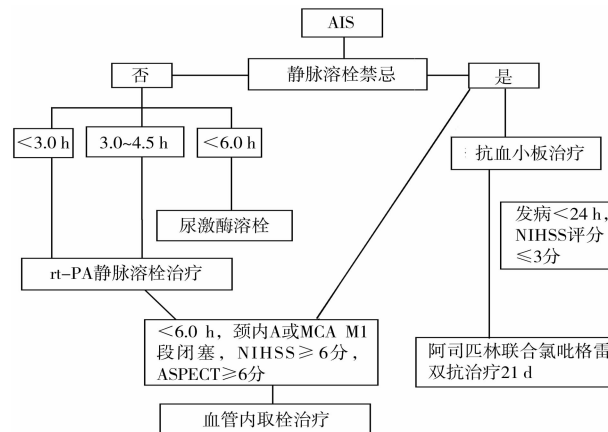 AIS
否
静脉溶栓禁忌
是
<3.0 h
3.0~4.5 h
<6.0 h
抗血小板治疗
尿激酶溶栓
发病<24 h,
NIHSS评分
≤3分
rt-PA静脉溶栓治疗
<6.0 h，颈内A或MCA M1
段闭塞，NIHSS≥6分，
ASPECT≥6分
阿司匹林联合氯吡格雷
双抗治疗21 d
血管内取栓治疗